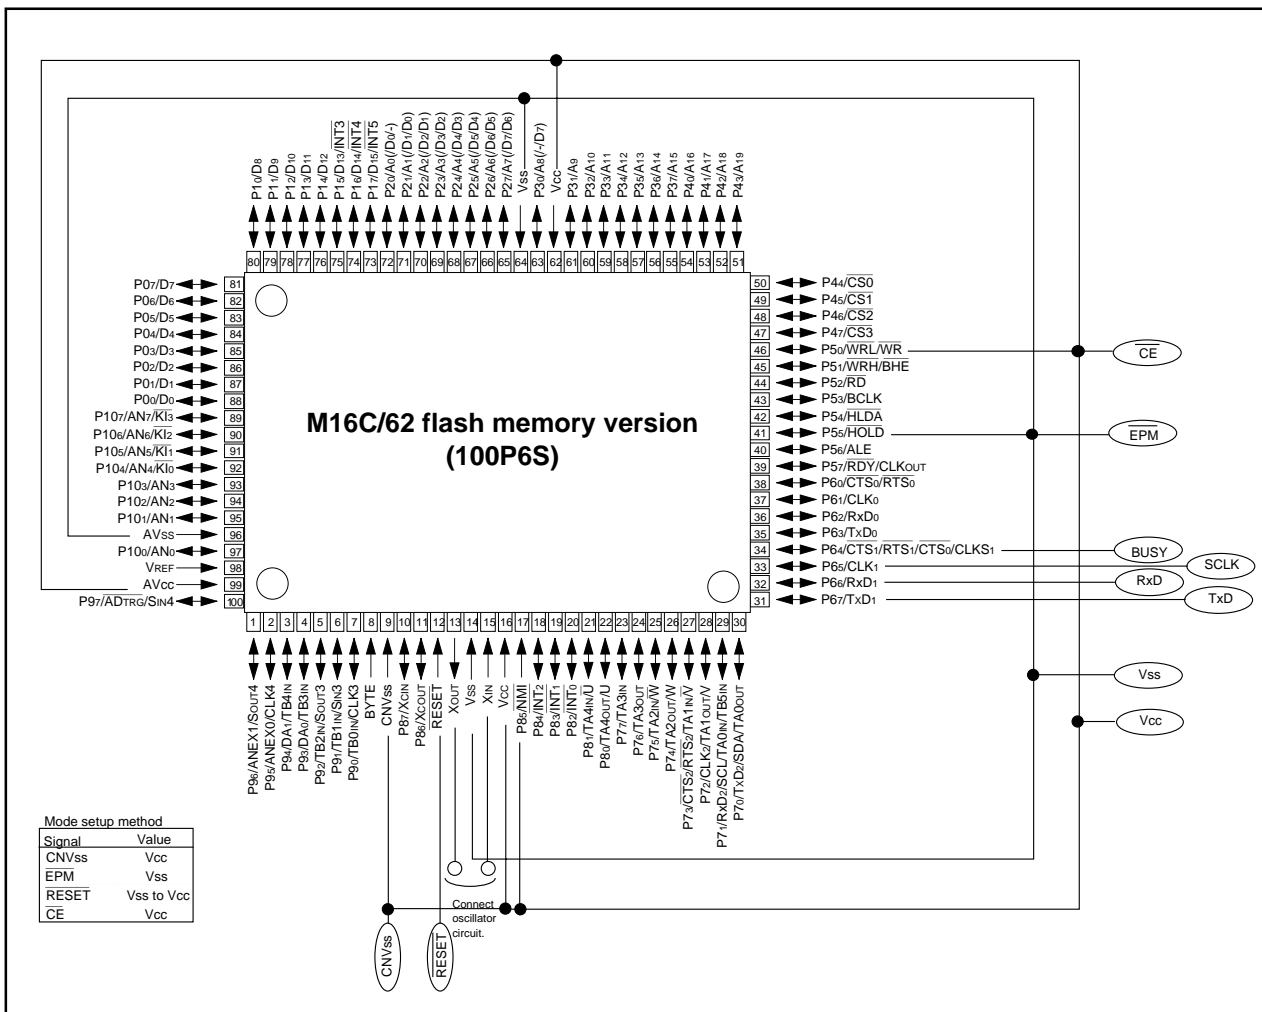 P10/D8
P11/D9
P12/D10
P13/D11
P14/D12
P15/D13/INT3
P16/D14/INT4
P17/D15/INT5
P20/A0(/D0/-)
P21/A1(/D1/D0)
P22/A2(/D2/D1)
P23/A3(/D3/D2)
P24/A4(/D4/D3)
P25/A5(/D5/D4)
P26/A6(/D6/D5)
P27/A7(/D7/D6)
Vss
P30/A8(/-/D7)
Vcc
P31/A9
P32/A10
P33/A11
P34/A12
P35/A13
P36/A14
P37/A15
P40/A16
P41/A17
P42/A18
P43/A19
80 79 78 77 76 75 74 73 72 71 70 69 68 67 66 65 64 63 62 61 60 59 58 57 56 54 53 52 51
P07/D7 81
P06/D6 82
P05/D5 83
P04/D4 84
P03/D3 85
P02/D2 86
P01/D1 87
P00/D0 88
P107/AN7/KI3 89
P106/AN6/KI2 90
P105/AN5/KI1 91
P104/AN4/KI0 92
P103/AN3 93
P102/AN2 94
P101/AN1 95
AVss 96
P100/AN0 97
VREF 98
AVcc 99
P97/ADTRG/SIN4 100
M16C/62 flash memory version
(100P6S)
50 P44/CS0
49 P45/CS1
48 P46/CS2
47 P47/CS3
46 P50/WRL/WR
CE
45 P51/WRH/BHE
44 P52/RD
43 P53/BCLK
42 P54/HLDA
41 P55/HOLD
EPM
40 P56/ALE
39 P57/RDY/CLKOUT
38 P60/CTS0/RTS0
37 P61/CLK0
36 P62/RxD0
35 P63/TxD0
34 P64/CTS1/RTS1/CTS0/CLKS1
BUSY
33 P65/CLK1
SCLK
32 P66/RxD1
RxD
31 P67/TxD1
TxD
Vss
Vcc
1 2 3 4 5 6 7 8 9 10 11 12 13 14 15 16 17 18 19 20 21 22 23 24 25 26 27 28 29 30
P96/ANEX1/SOUT4
P95/ANEX0/CLK4
P94/DA1/TB4IN
P93/DA0/TB3IN
P92/TB2IN/SOUT3
P91/TB1IN/SIN3
P90/TB0IN/CLK3
BYTE
CNVss
P87/XCIN
P86/XCOUT
RESET
XOUT
Vss
XIN
Vcc
P85/NMI
P84/INT2
P83/INT1
P82/INT0
P81/TA4IN/U
P80/TA4OUT/U
P77/TA3IN
P76/TA3OUT
P75/TA2IN/W
P74/TA2OUT/W
P73/CTS2/RTS2/TA1IN/V
P72/CLK2/TA1OUT/V
P71/RxD2/SCL/TA0IN/TB5IN
P70/TxD2/SDA/TA0OUT
Connect
oscillator
circuit.
CNVss
RESET
Mode setup method
Signal Value
CNVss Vcc
EPM Vss
RESET Vss to Vcc
CE Vcc